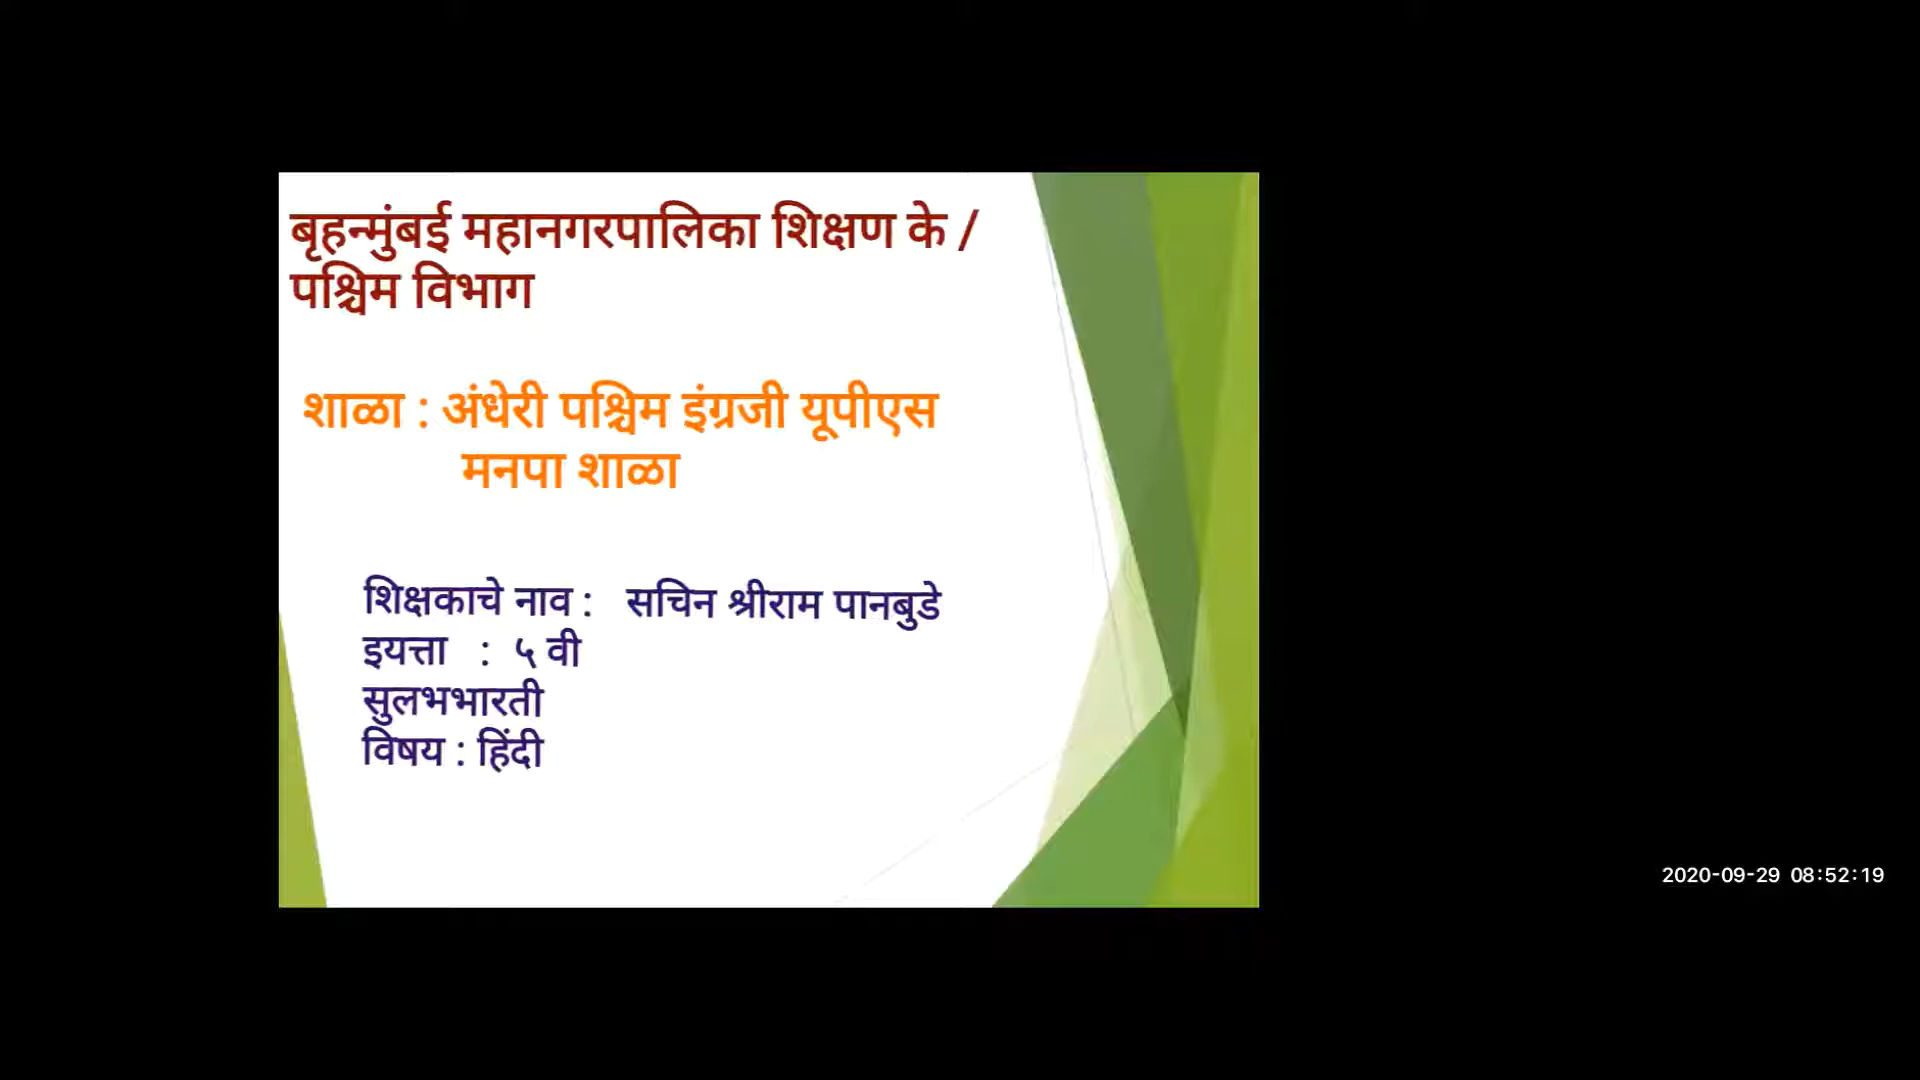 बृहन्मुंबई महानगरपालिका शिक्षण के /
पश्चिम विभाग
शाळा : अंधेरी पश्चिम इंग्रजी यूपीएस
मनपा शाळा
शिक्षकाचे नाव : सचिन श्रीराम पानबुडे
इयत्ता : ५ वी
सुलभभारती
विषय : हिंदी
2020-09-29 08:52:19